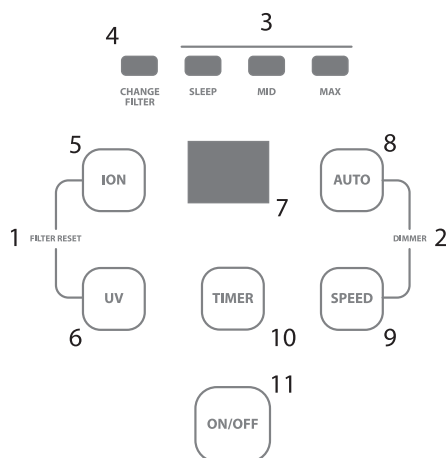 3
4
CHANGE FILTER
SLEEP
MID
MAX
5
8
ION
AUTO
7
1 FILTER RESET
DIMMER 2
UV
TIMER
SPEED
6
10
9
11
ON/OFF